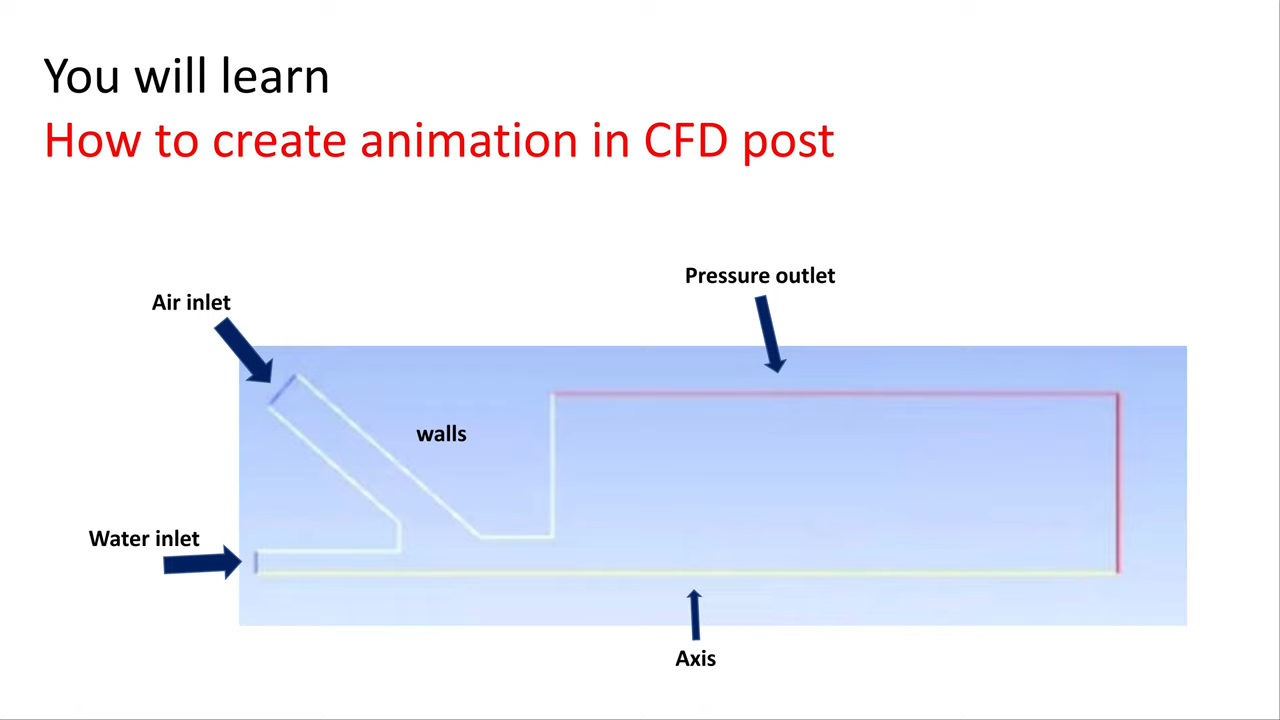 You will learn
How to create animation in CFD post
Pressure outlet
Air inlet
walls
Water inlet
Axis